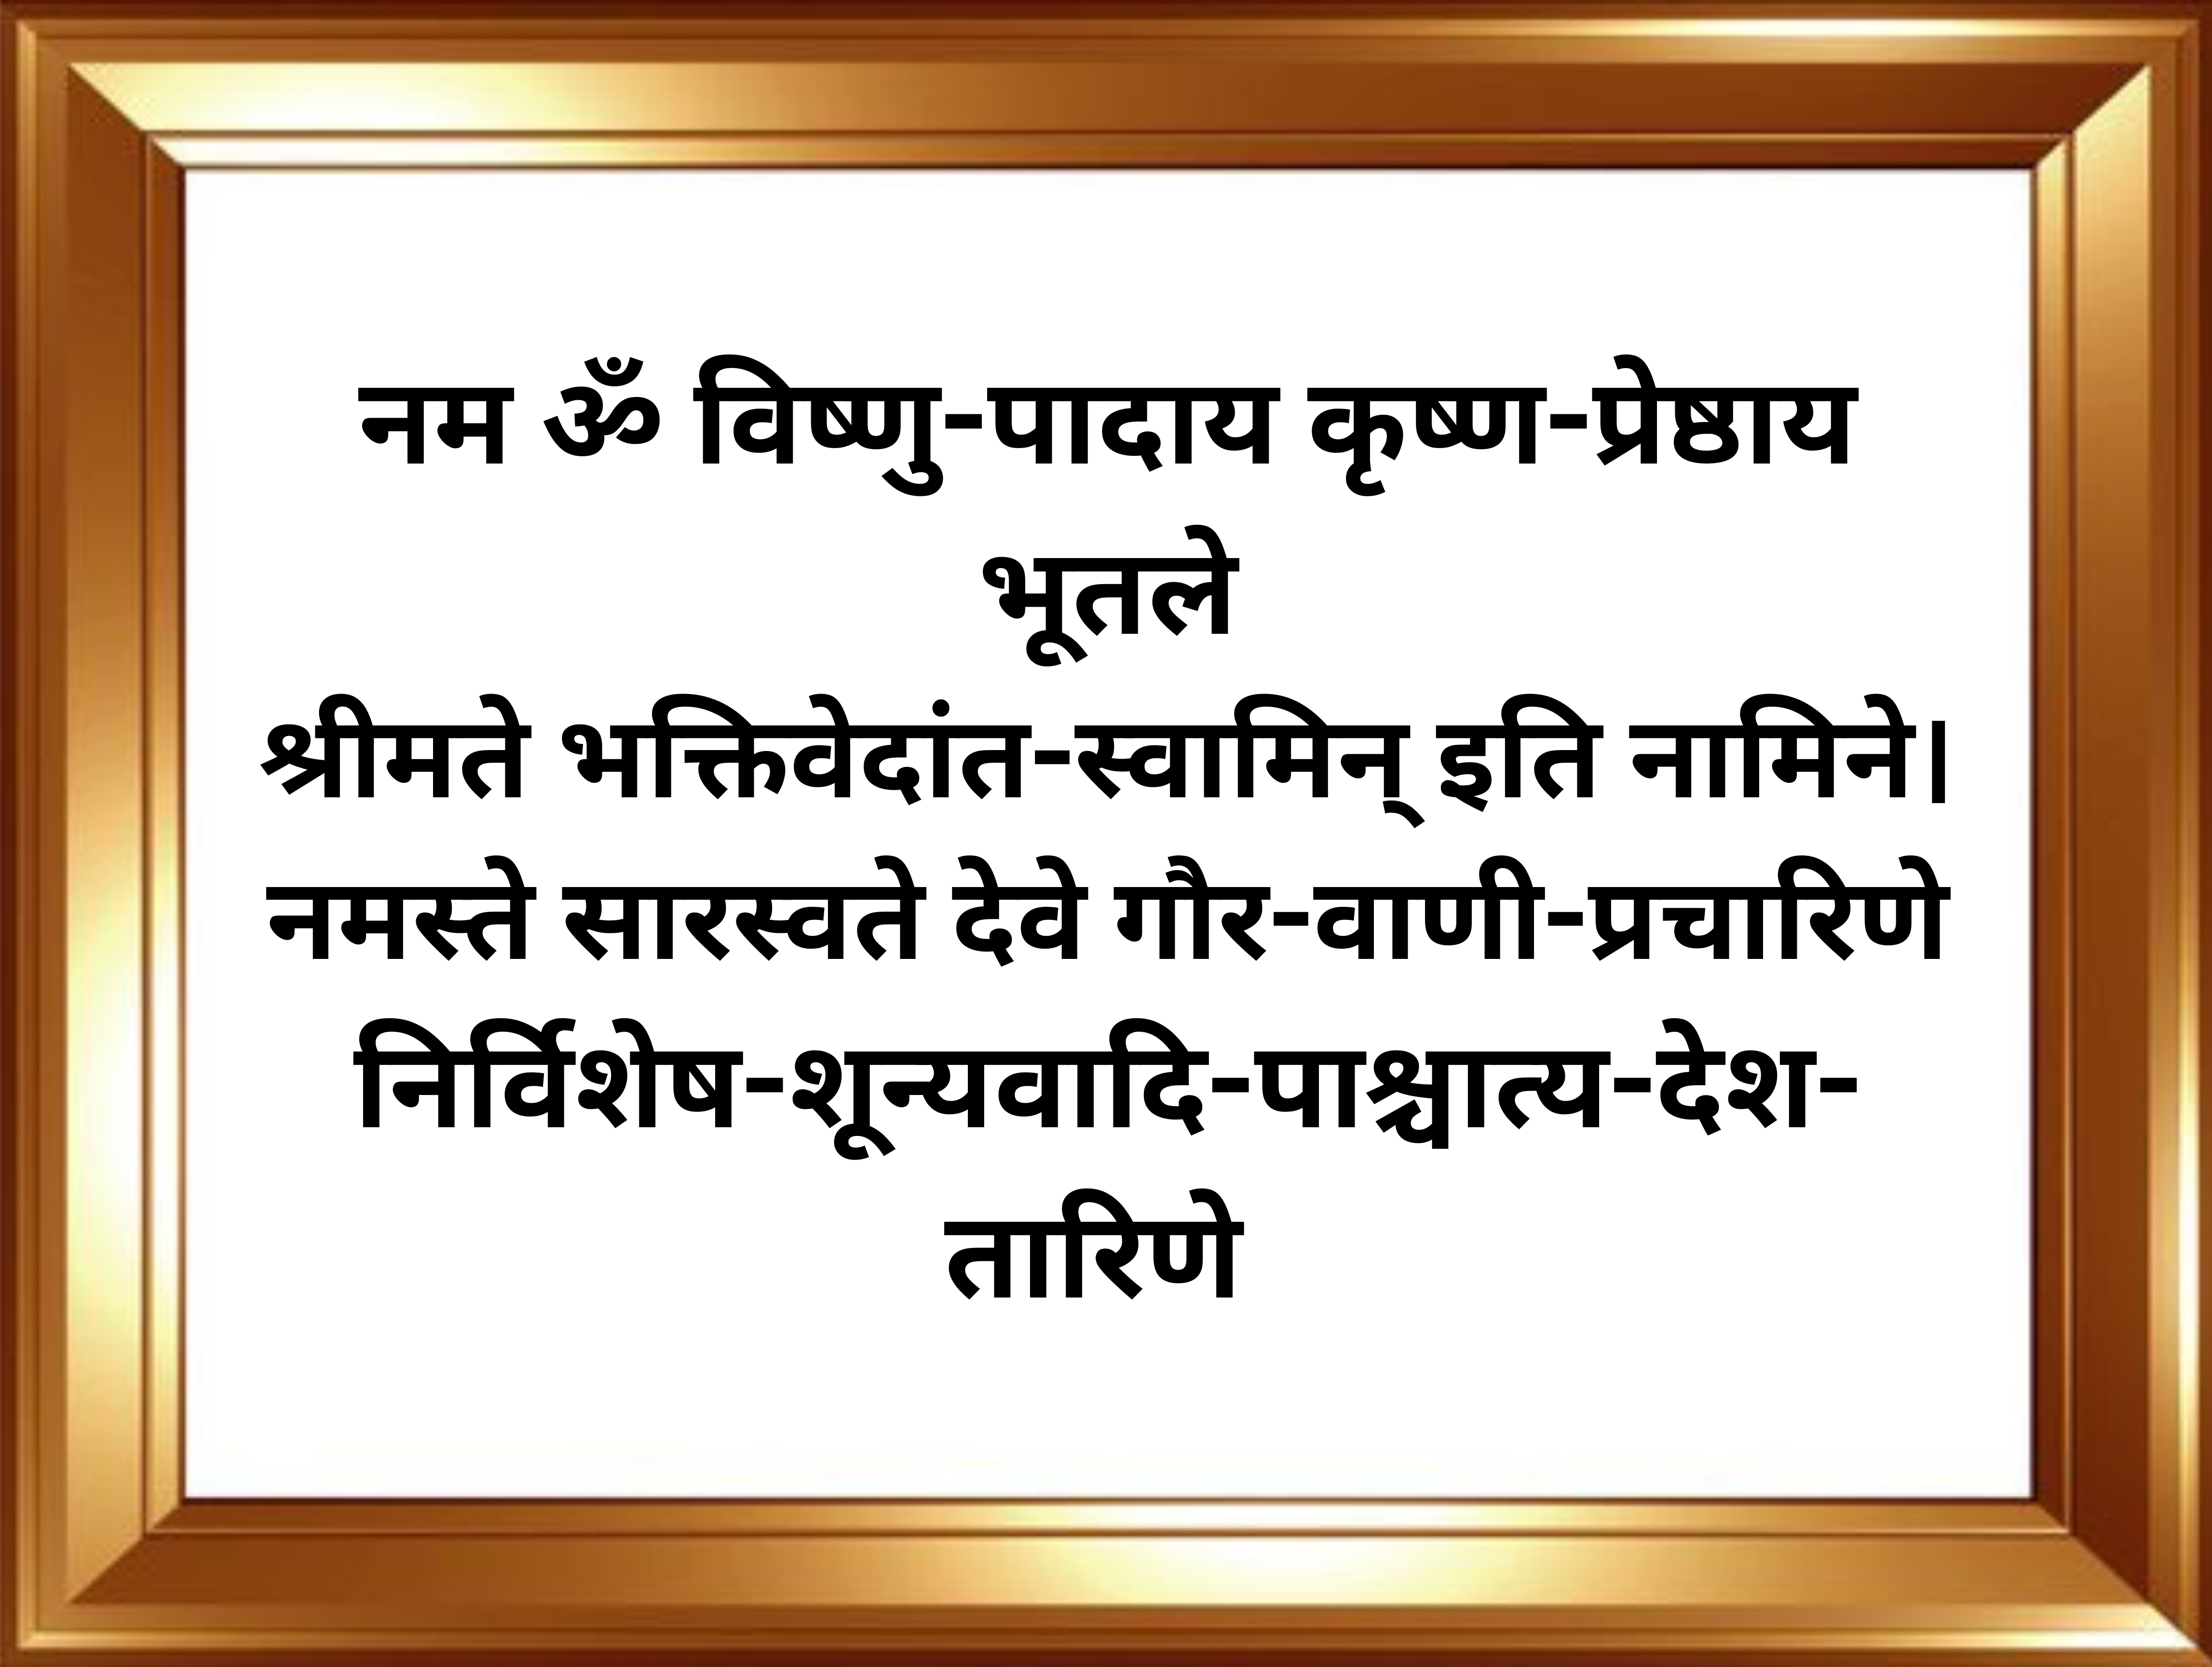 नम ॐ विष्णु-पादाय कृष्ण-प्रेष्ठाय
भूतले
श्रीमते भक्तिवेदांत-स्वामिन् इति नामिने।
नमस्ते सारस्वते देवे गौर-वाणी-प्रचारिणे
निर्विशेष-शून्यवादि-पाश्चात्य-देश-
तारिणे